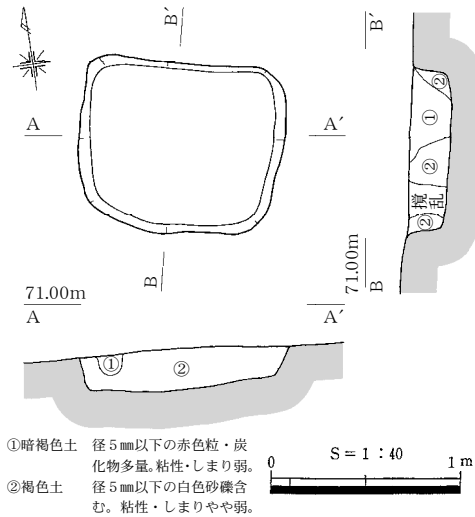 B′
A
A′
B
71.00m
A
A′
①
②
B′
②
①
②
撹乱
②
71.00m
B
①暗褐色土 径5㎜以下の赤色粒・炭
化物多量。粘性・しまり弱。
②褐色土 径5㎜以下の白色砂礫含
む。粘性・しまりやや弱。
S=1:40
0 1m